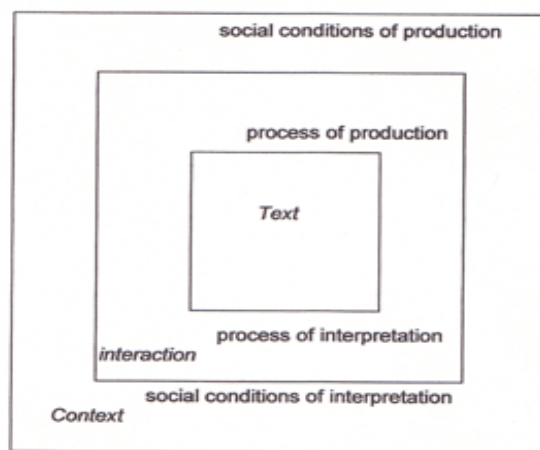 social conditions of production
process of production
Text
process of interpretation
interaction
social conditions of interpretation
Context